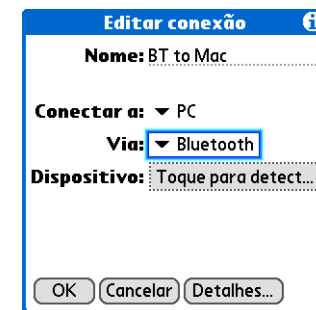 Editar conexão
Nome: BT to Mac
Conectar a: PC
Via: Bluetooth
Dispositivo: Toque para detect...
OK Cancelar Detalhes...